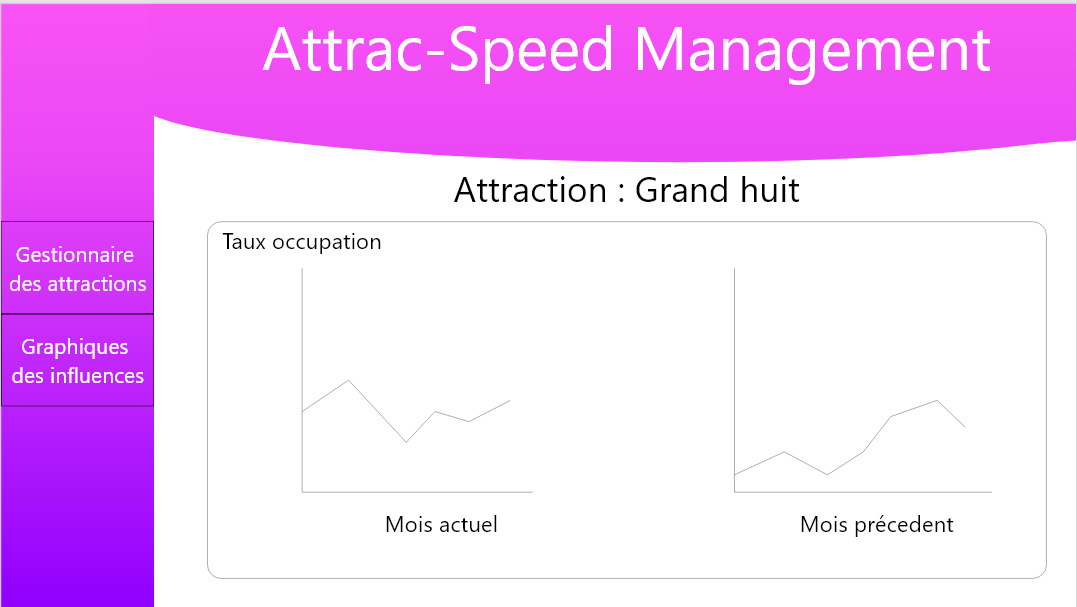 Attrac-Speed Management
Attraction : Grand huit
Gestionnaire
des attractions
Graphiques
des influences
Taux occupation
Mois actuel
Mois précedent